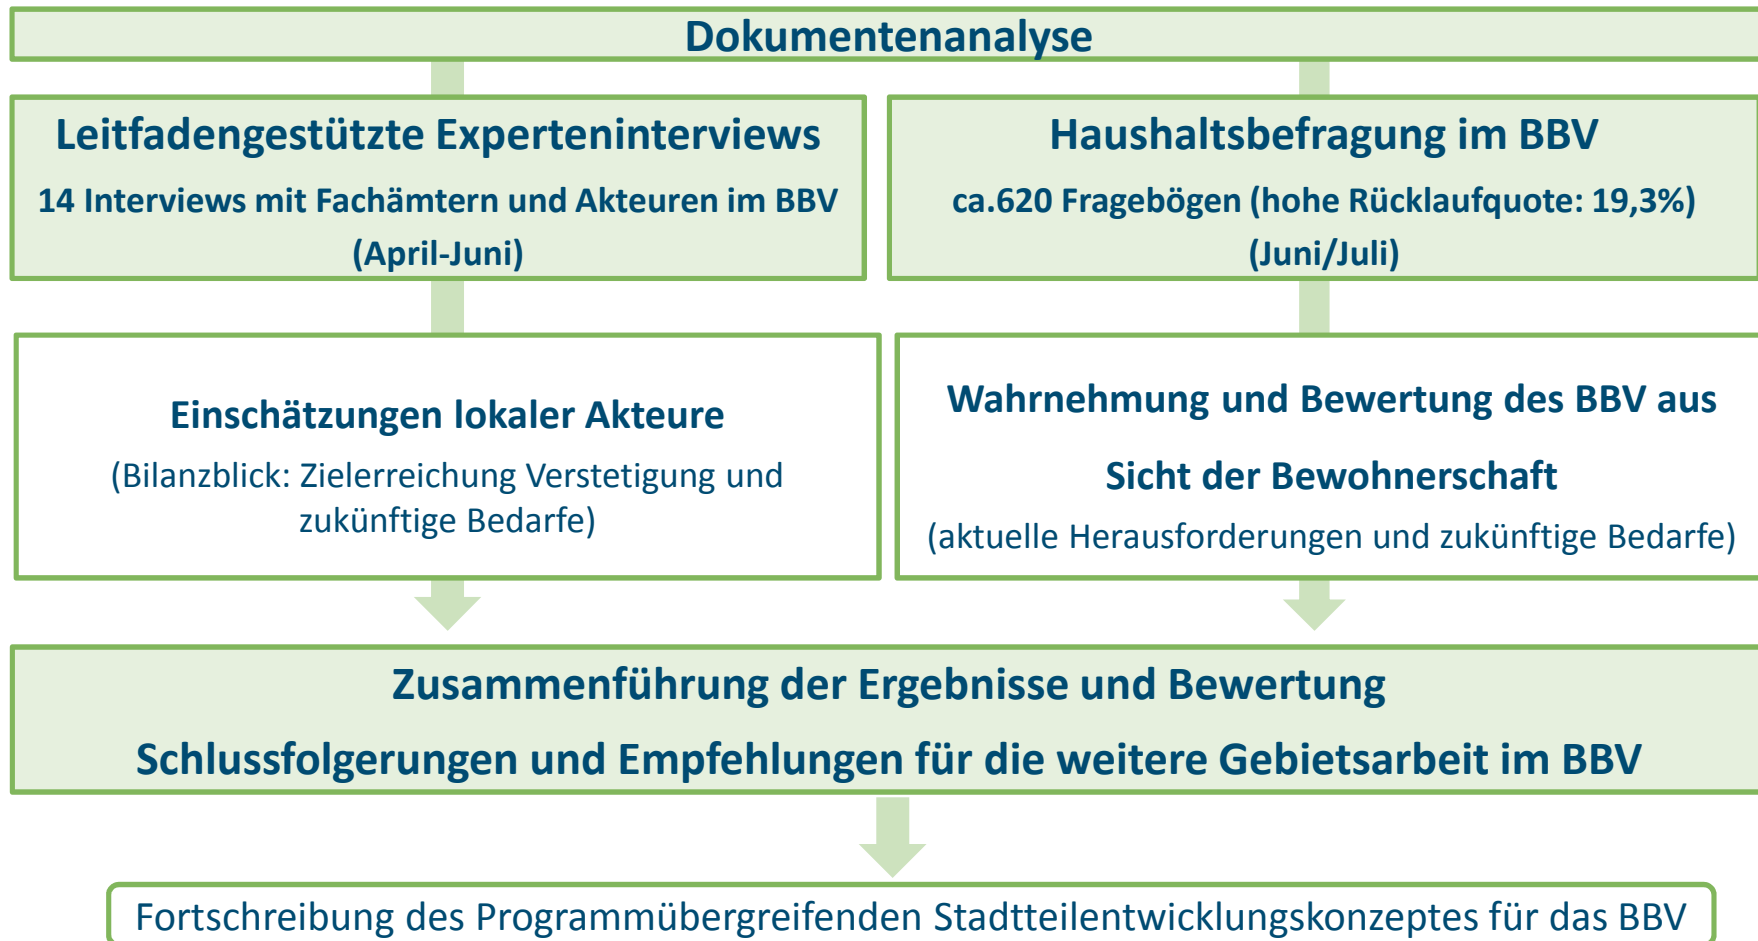 Dokumentenanalyse
Leitfadengestützte Experteninterviews
14 Interviews mit Fachämtern und Akteuren im BBV
(April-Juni)
Haushaltsbefragung im BBV
ca.620 Fragebögen (hohe Rücklaufquote: 19,3%)
(Juni/Juli)
Einschätzungen lokaler Akteure
(Bilanzblick: Zielerreichung Verstetigung und
zukünftige Bedarfe)
Wahrnehmung und Bewertung des BBV aus
Sicht der Bewohnerschaft
(aktuelle Herausforderungen und zukünftige Bedarfe)
Zusammenführung der Ergebnisse und Bewertung
Schlussfolgerungen und Empfehlungen für die weitere Gebietsarbeit im BBV
Fortschreibung des Programmübergreifenden Stadtteilentwicklungskonzeptes für das BBV